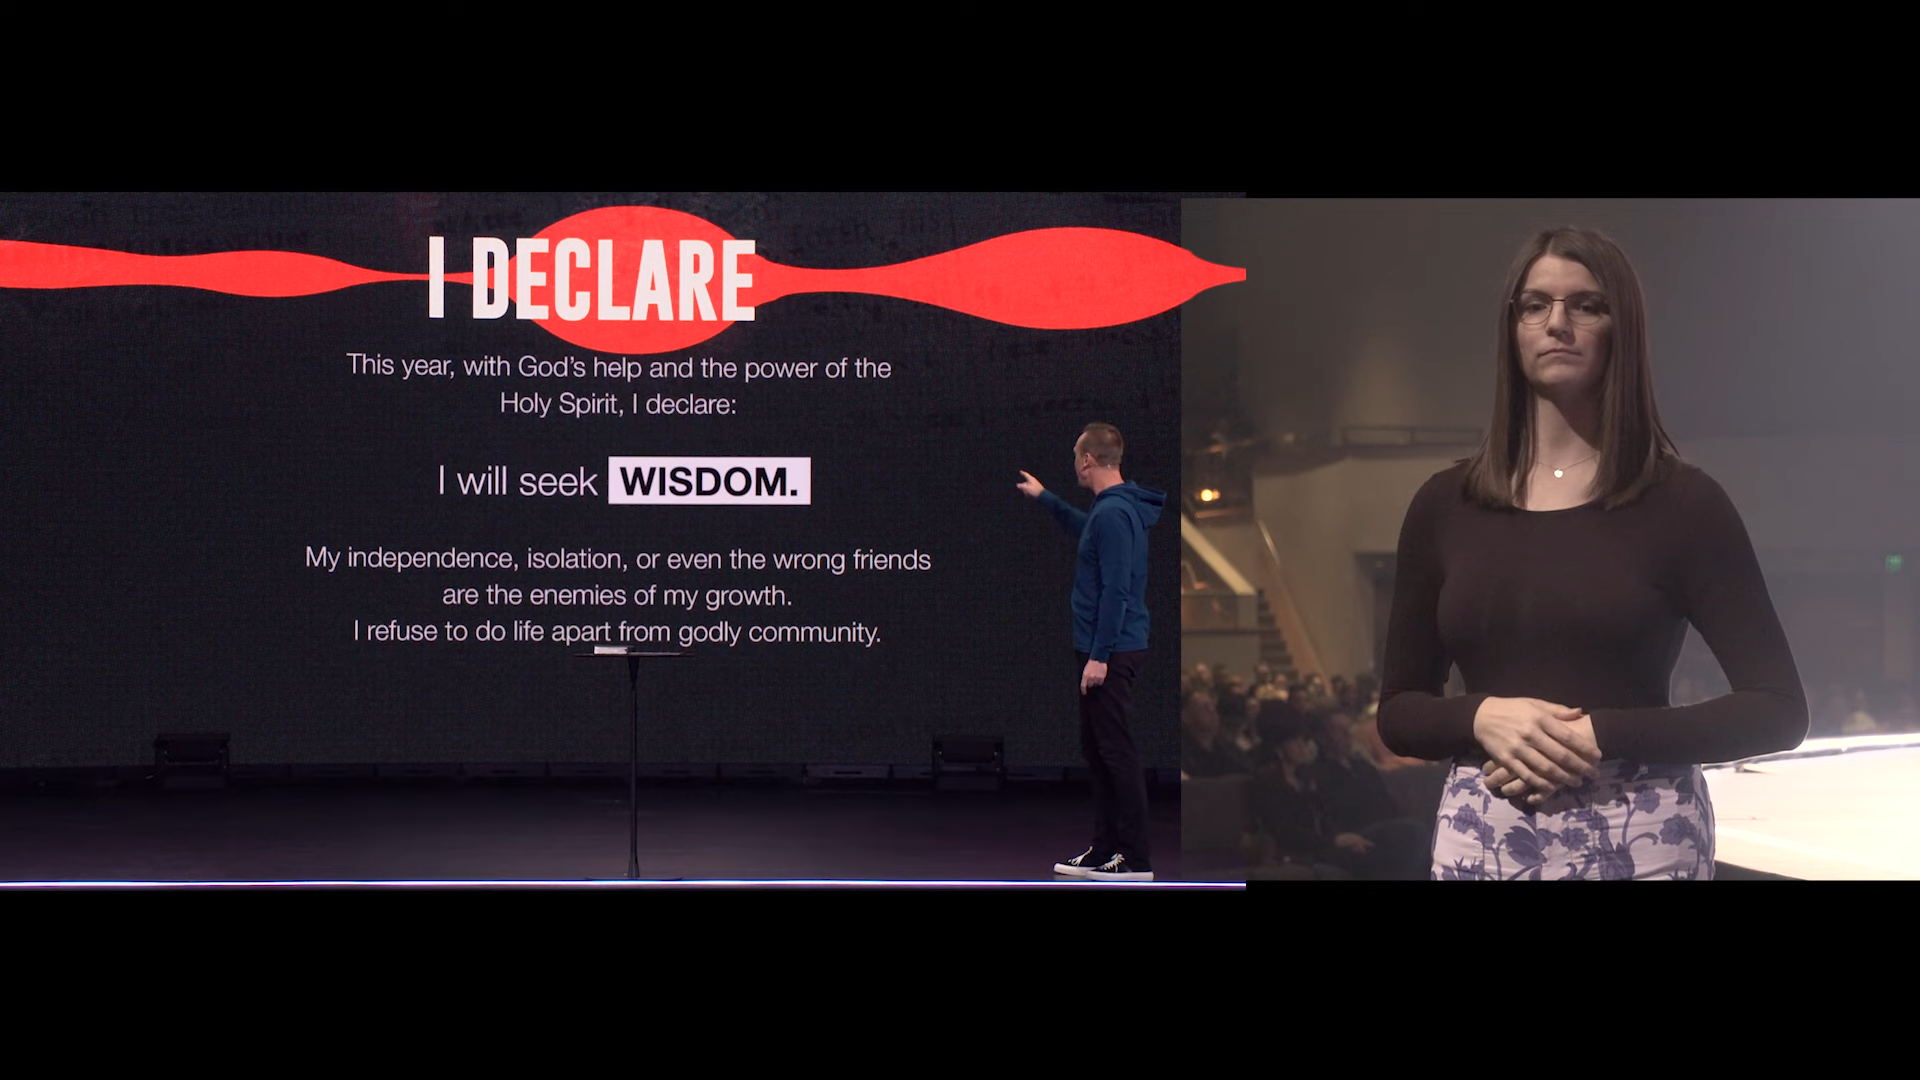 I DECLARE
This year, with God's help and the power of the
Holy Spirit, I declare:
I will seek WISDOM.
My independence, isolation, or even the wrong friends
are the enemies of my growth.
I refuse to do life apart from godly community.